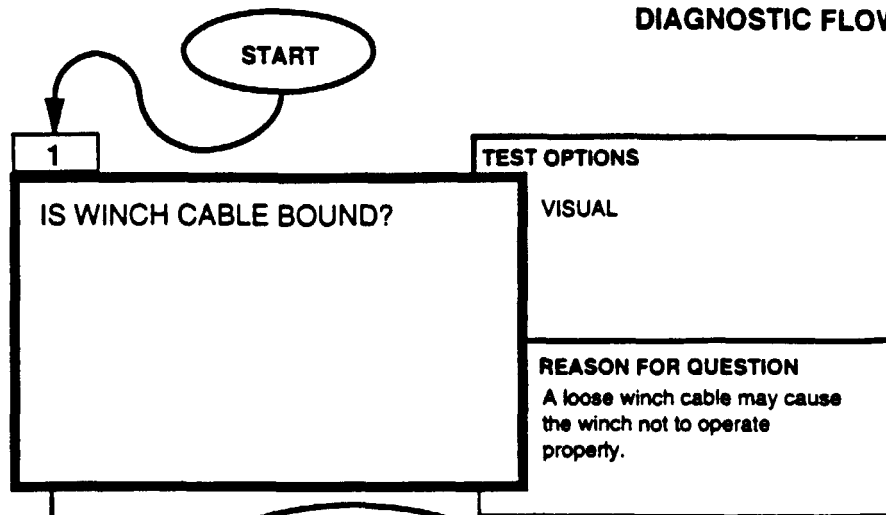 DIAGNOSTIC FLOW
START
1
IS WINCH CABLE BOUND?
TEST OPTIONS
VISUAL
REASON FOR QUESTION
A loose winch cable may cause
the winch not to operate
properly.